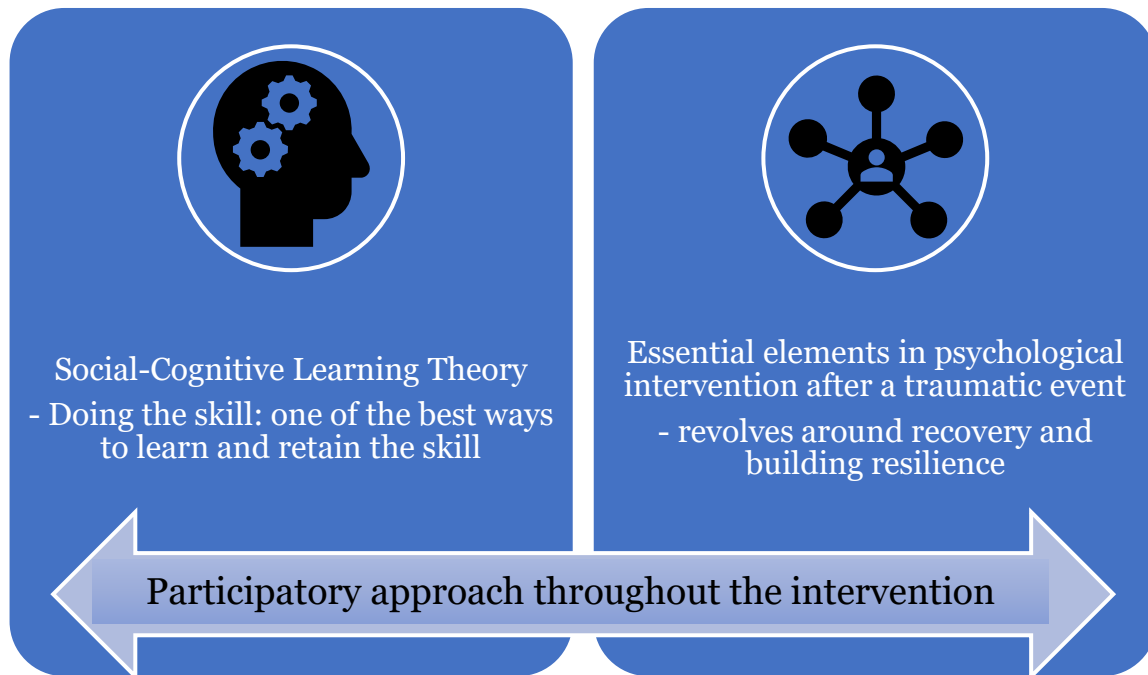 Social-Cognitive Learning Theory
- Doing the skill: one of the best ways
to learn and retain the skill
Essential elements in psychological
intervention after a traumatic event
- revolves around recovery and
building resilience
Participatory approach throughout the intervention